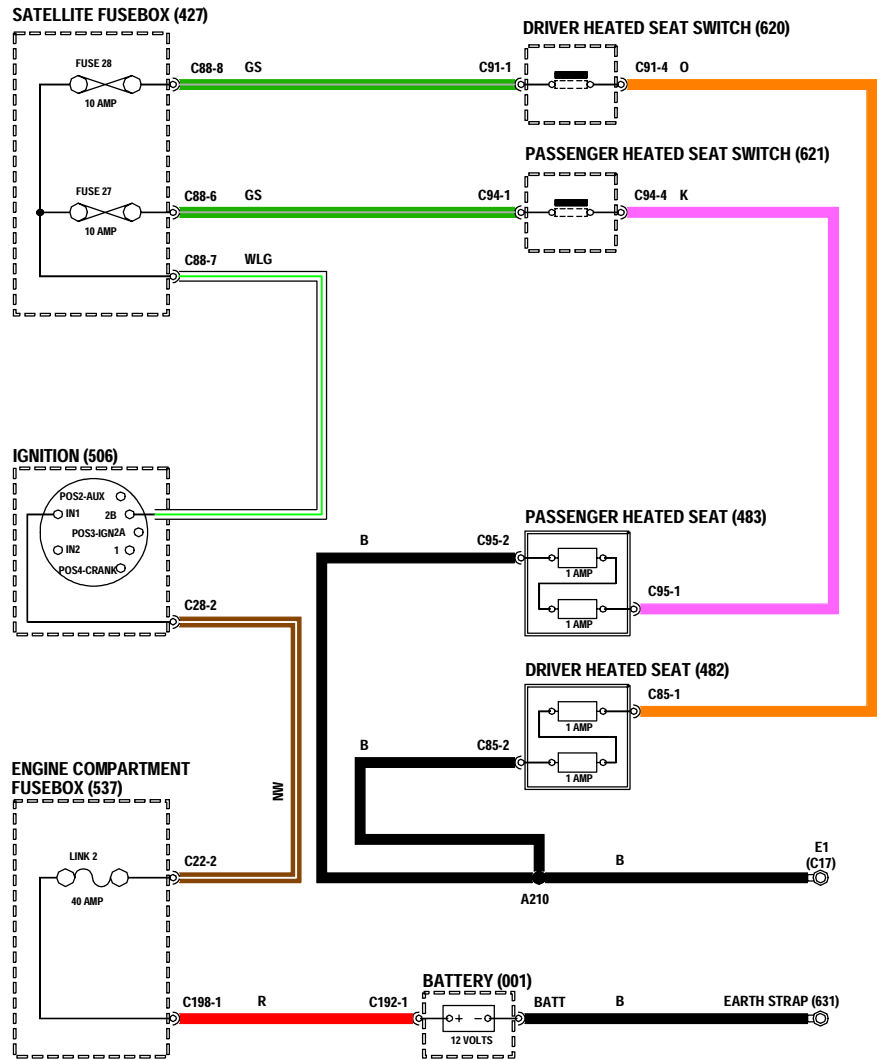 SATELLITE FUSEBOX (427)
FUSE 28
10 AMP
C88-8 GS C91-1
DRIVER HEATED SEAT SWITCH (620)
C91-4 O
FUSE 27
10 AMP
C88-6 GS C94-1
PASSENGER HEATED SEAT SWITCH (621)
C94-4 K
C88-7 WLG
IGNITION (506)
POS2-AUX
IN1 2B
POS3-IGN 2A
IN2 1
POS4-CRANK
C28-2
PASSENGER HEATED SEAT (483)
B C95-2
1 AMP
1 AMP
C95-1
DRIVER HEATED SEAT (482)
C85-1
1 AMP
B C85-2
1 AMP
NW
ENGINE COMPARTMENT
FUSEBOX (537)
LINK 2
40 AMP
C22-2
A210
B
E1
(C17)
C198-1 R C192-1
BATTERY (001)
+ -
12 VOLTS
BATT B EARTH STRAP (631)